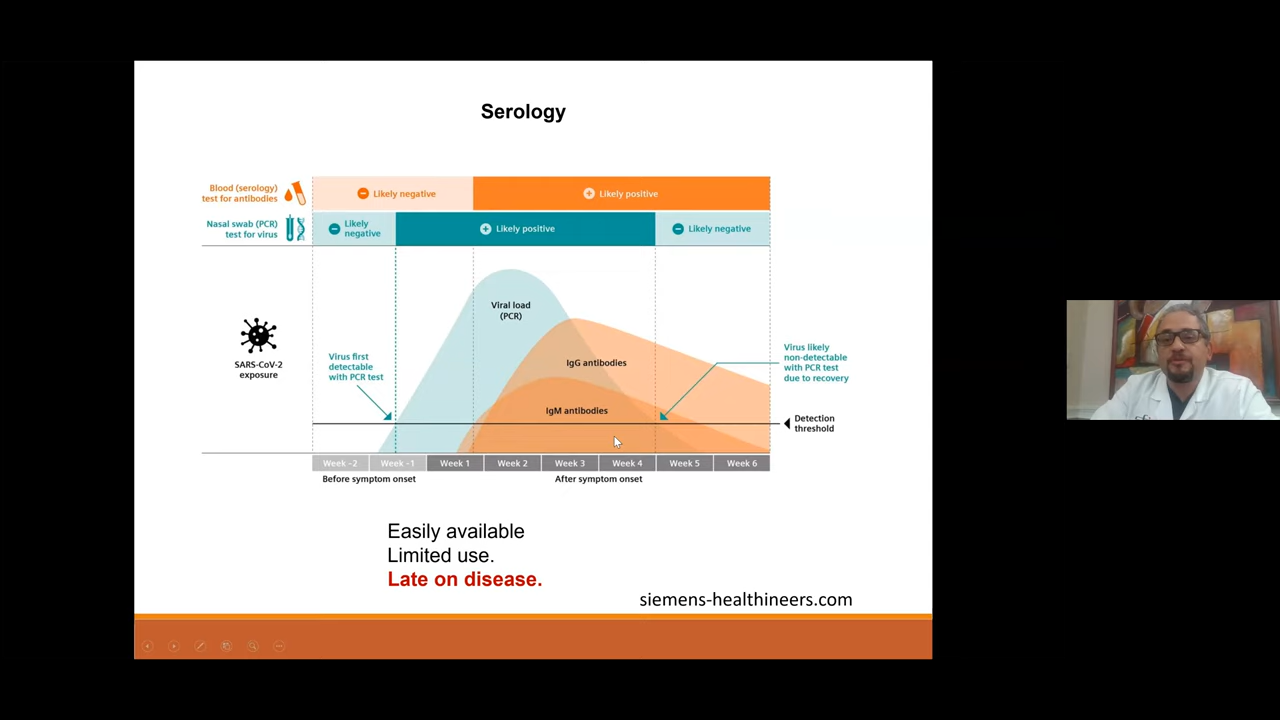 Serology
Blood (serology)
test for antibodies
Likely negative
Likely positive
Nasal swab (PCR)
test for virus
Likely
negative
Likely positive
Likely negative
Viral load
(PCR)
SARS-CoV-2
exposure
Virus first
detectable
with PCR test
IgG antibodies
IgM antibodies
Virus likely
non-detectable
with PCR test
due to recovery
Detection
threshold
Week -2 Week -1 Week 1 Week 2 Week 3 Week 4 Week 5 Week 6
Before symptom onset After symptom onset
Easily available
Limited use.
Late on disease.
siemens-healthineers.com